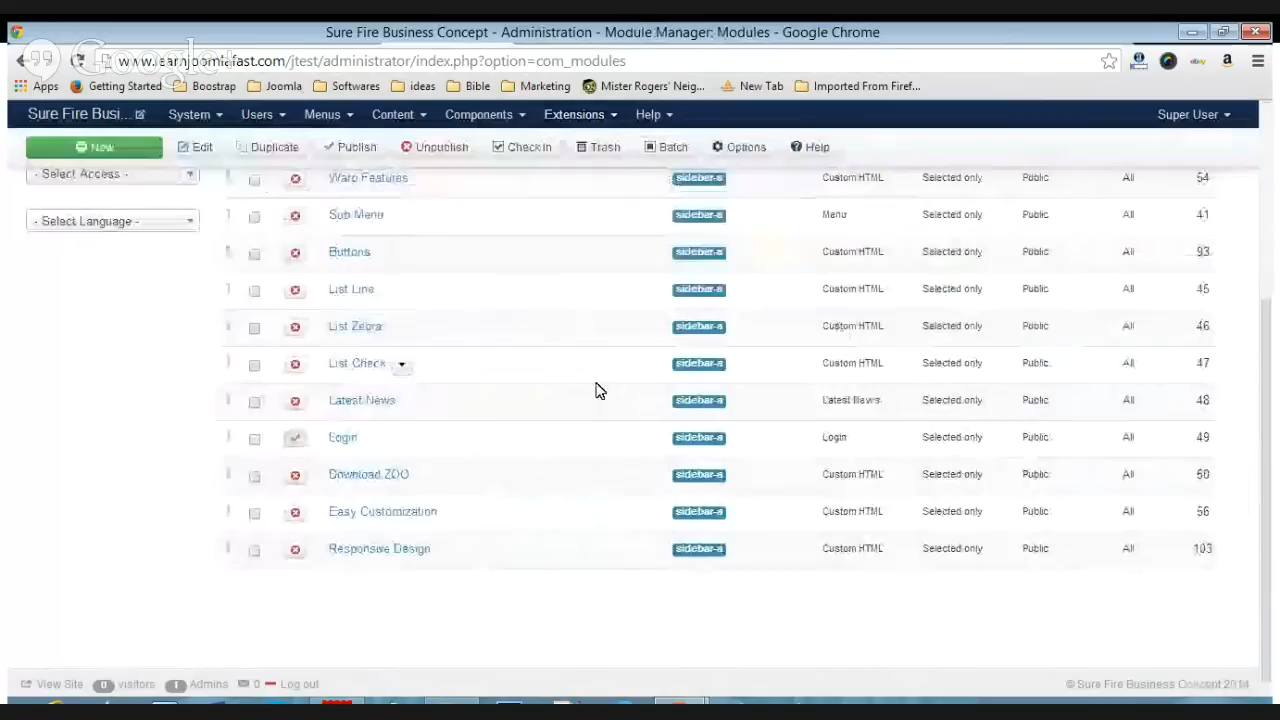 Sure Fire Business Concept - Administration - Module Manager: Modules - Google Chrome
Google+
www.learnjoomlafast.com/jtest/administrator/index.php?option=com_modules
Apps Getting Started Boostrap Joomla Softwares ideas Bible Marketing Mister Rogers' Neig... New Tab Imported From Firef...
Sure Fire Busi... System Users Menus Content Components Extensions Help Super User
New Edit Duplicate Publish Unpublish Check In Trash Batch Options Help
- Select Access -
- Select Language -
Warp Features sidebar-a Custom HTML Selected only Public All 54
Sub Menu sidebar-a Menu Selected only Public All 41
Buttons sidebar-a Custom HTML Selected only Public All 93
List Line sidebar-a Custom HTML Selected only Public All 45
List Zebra sidebar-a Custom HTML Selected only Public All 46
List Check sidebar-a Custom HTML Selected only Public All 47
Latest News sidebar-a Latest News Selected only Public All 48
Login sidebar-a Login Selected only Public All 49
Download ZOO sidebar-a Custom HTML Selected only Public All 50
Easy Customization sidebar-a Custom HTML Selected only Public All 56
Responsive Design sidebar-a Custom HTML Selected only Public All 103
View Site 0 visitors 1 Admins 0 Log out © Sure Fire Business Concept 2014